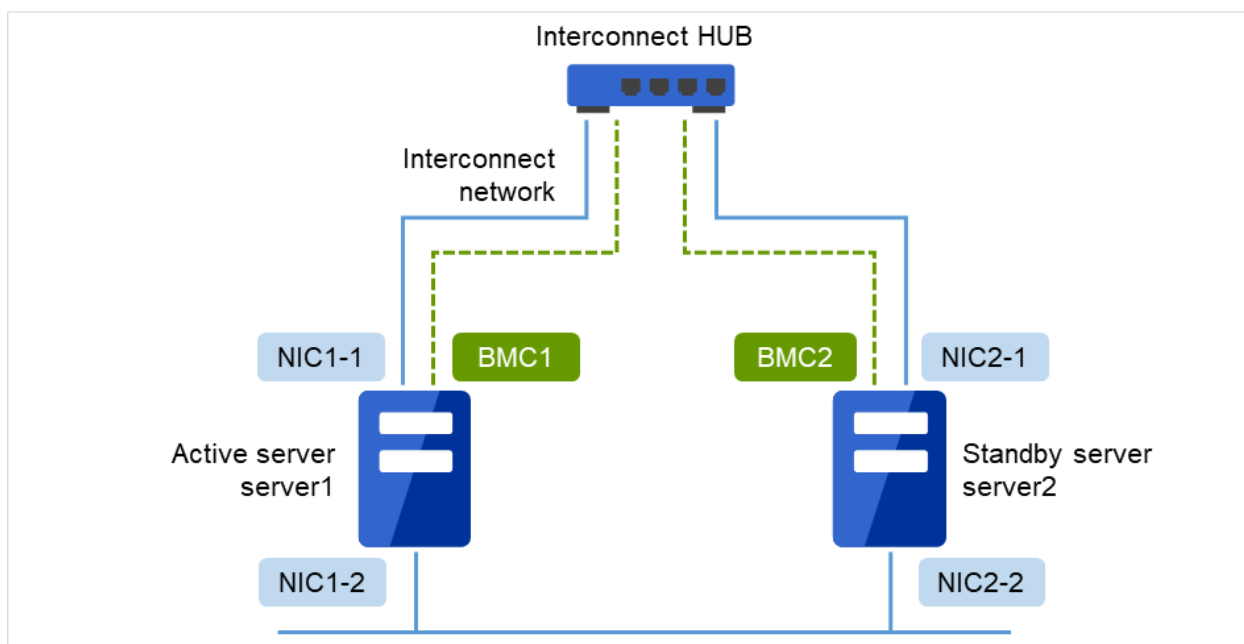 Interconnect HUB
Interconnect
network
NIC1-1
BMC1
BMC2
NIC2-1
Active server
server1
Standby server
server2
NIC1-2
NIC2-2